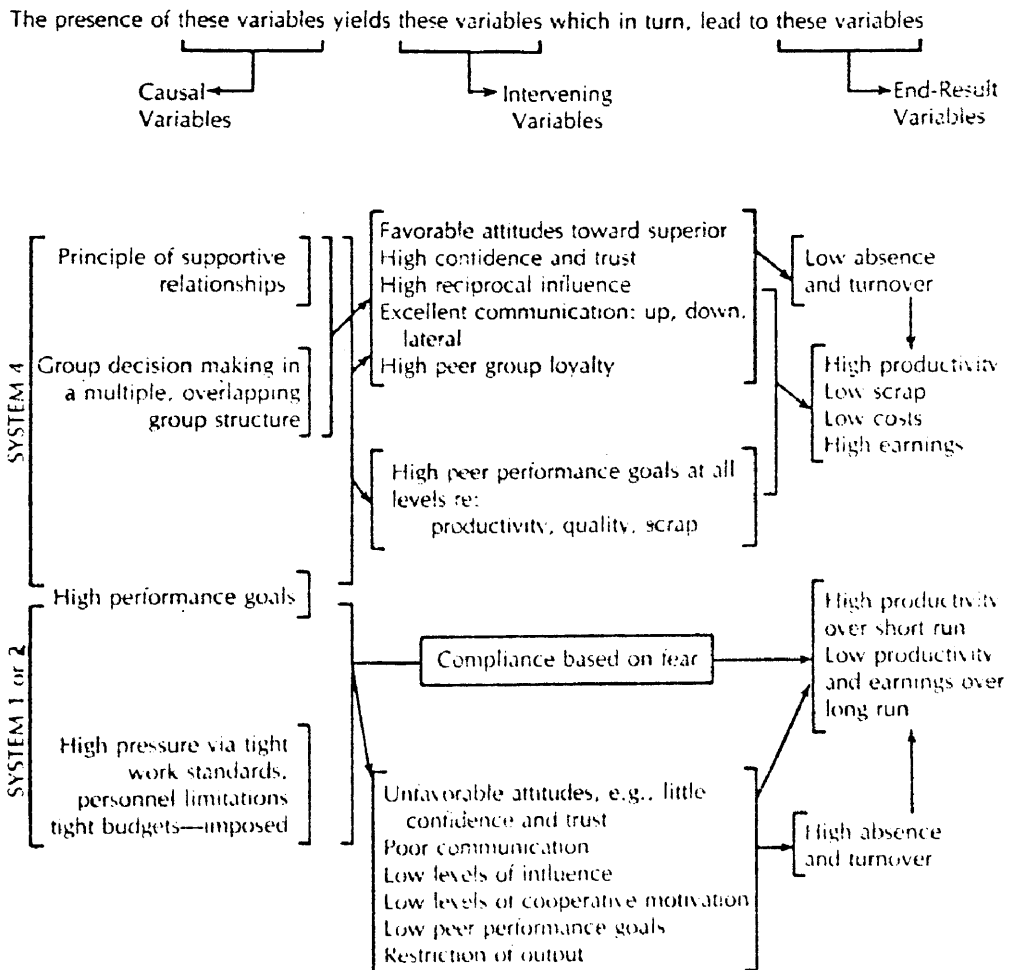 The presence of these variables yields these variables which in turn, lead to these variables
Causal
Variables
Intervening
Variables
End-Result
Variables
SYSTEM 4
Principle of supportive
relationships
Group decision making in
a multiple, overlapping
group structure
High performance goals
Favorable attitudes toward superior
High confidence and trust
High reciprocal influence
Excellent communication: up, down,
lateral
High peer group loyalty
High peer performance goals at all
levels re:
productivity, quality, scrap
Low absence
and turnover
High productivity
Low scrap
Low costs
High earnings
SYSTEM 1 or 2
High pressure via tight
work standards,
personnel limitations
tight budgets—imposed
Compliance based on fear
Unfavorable attitudes, e.g., little
confidence and trust
Poor communication
Low levels of influence
Low levels of cooperative motivation
Low peer performance goals
Restriction of output
High productivity
over short run
Low productivity
and earnings over
long run
High absence
and turnover